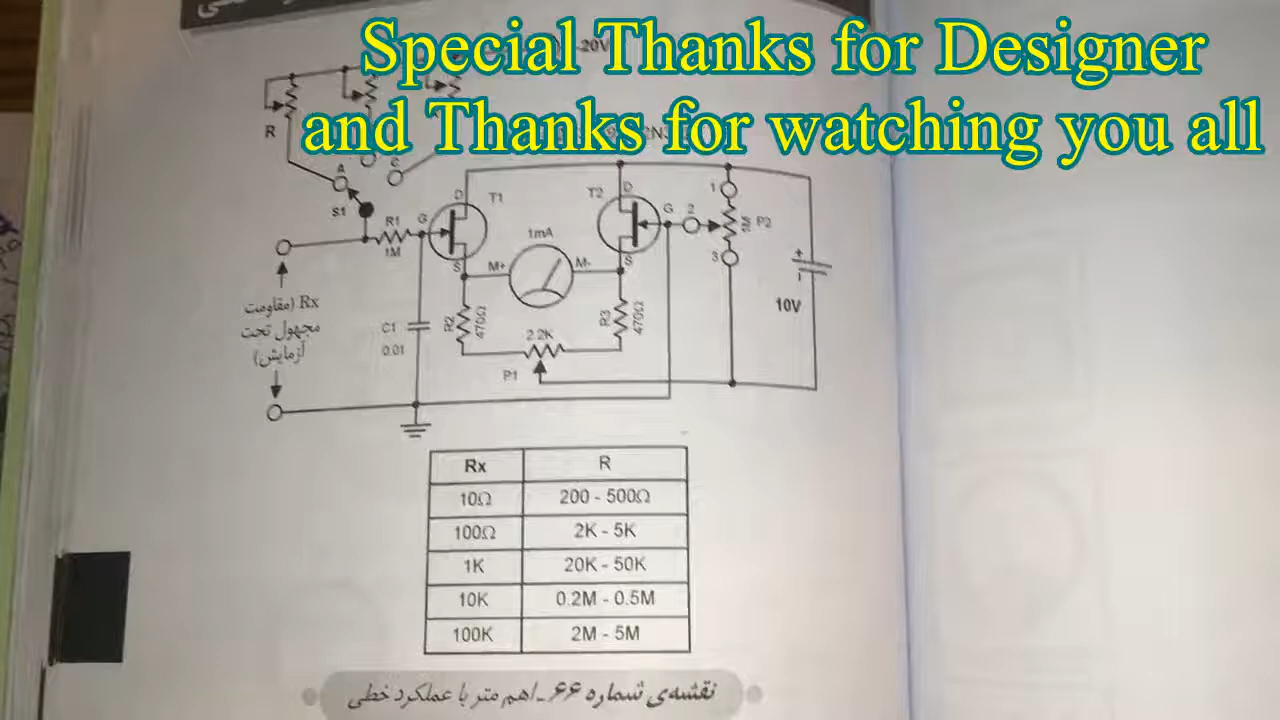 Special Thanks for Designer
and Thanks for watching you all
-20V
R
A
C
S1
R1
1M
G
D
T1
S
M+
1mA
M-
T2
D
G
S
2
1
3
1M
P2
+
10V
C1
0.01
R2
470Ω
R3
470Ω
2.2K
P1
Rx (مقاومت
مجهول تحت
آزمایش)
Rx R
10Ω 200 - 500Ω
100Ω 2K - 5K
1K 20K - 50K
10K 0.2M - 0.5M
100K 2M - 5M
نقشه‌ی شماره ۶۶ـ اهم متر با عملکرد خطی